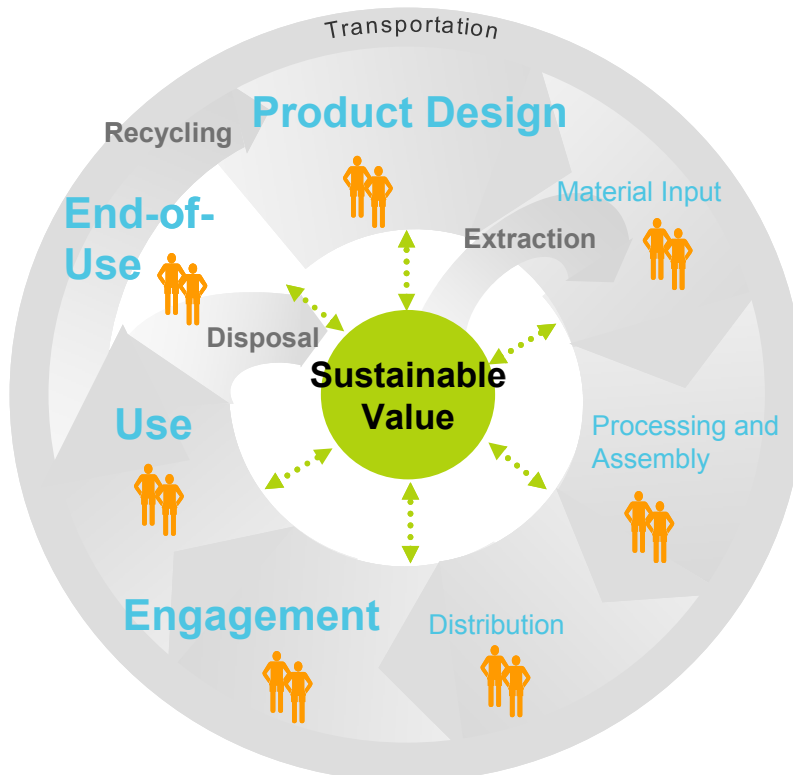 Transportation
Product Design
Recycling
Material Input
End-of-
Use
Extraction
Disposal
Sustainable
Value
Use
Processing and
Assembly
Engagement
Distribution